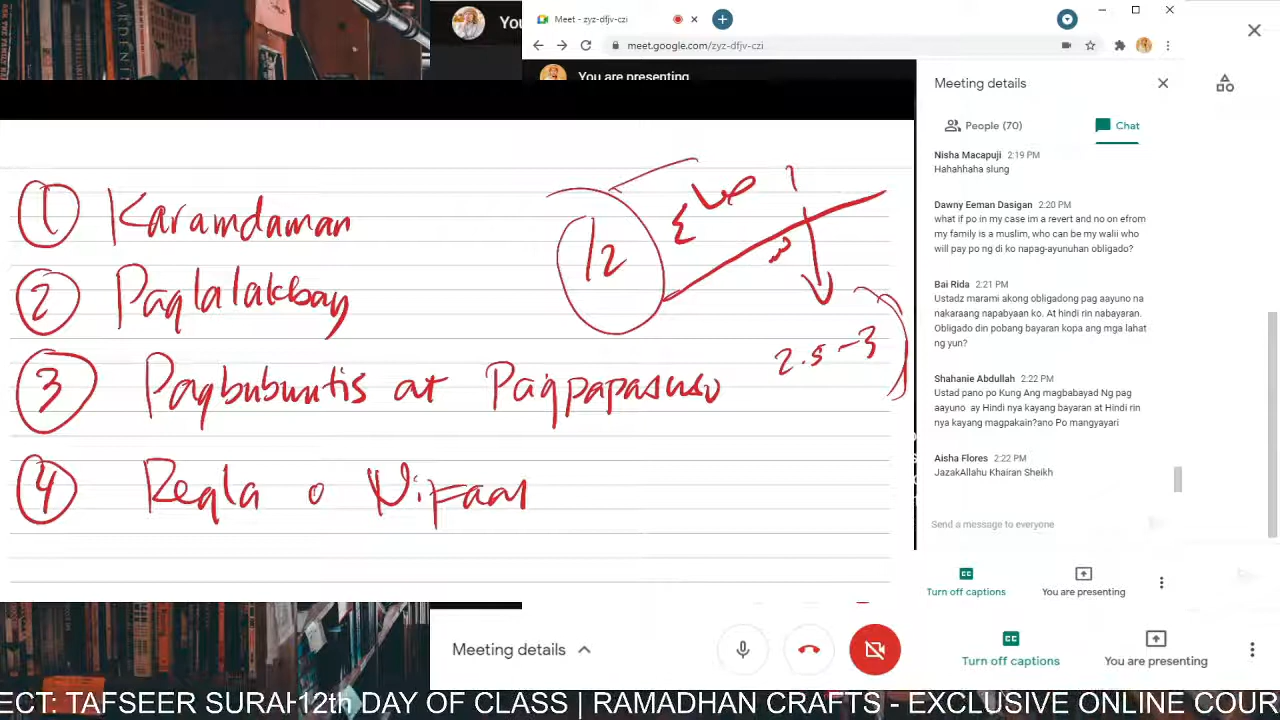 You
Meet - zyz-dfjv-czi
meet.google.com/zyz-dfjv-czi
You are presenting
Meeting details
People (70)
Chat
Nisha Macapuji 2:19 PM
Hahahhaha slung
Dawny Eeman Dasigan 2:20 PM
what if po in my case im a revert and no on efrom
my family is a muslim, who can be my walii who
will pay po ng di ko napag-ayunuhan obligado?
Bai Rida 2:21 PM
Ustadz marami akong obligadong pag aayuno na
nakaraang napabyaan ko. At hindi rin nabayaran.
Obligado din pobang bayaran kopa ang mga lahat
ng yun?
Shahanie Abdullah 2:22 PM
Ustad pano po Kung Ang magbabayad Ng pag
aayuno ay Hindi nya kayang bayaran at Hindi rin
nya kayang magpakain?ano Po mangyayari
Aisha Flores 2:22 PM
JazakAllahu Khairan Sheikh
Send a message to everyone
CC
Turn off captions
You are presenting
1 Karamdaman
2 Paglalakbay
3 Pagbubuntis at Pagpapasuso
4 Regla o Nifaas
12
2.5-3
Meeting details
CC
Turn off captions
You are presenting
ECT: TAFSEER SURAH 12th DAY OF CLASS | RAMADHAN CRAFTS - EXCLUSIVE ONLINE COUR